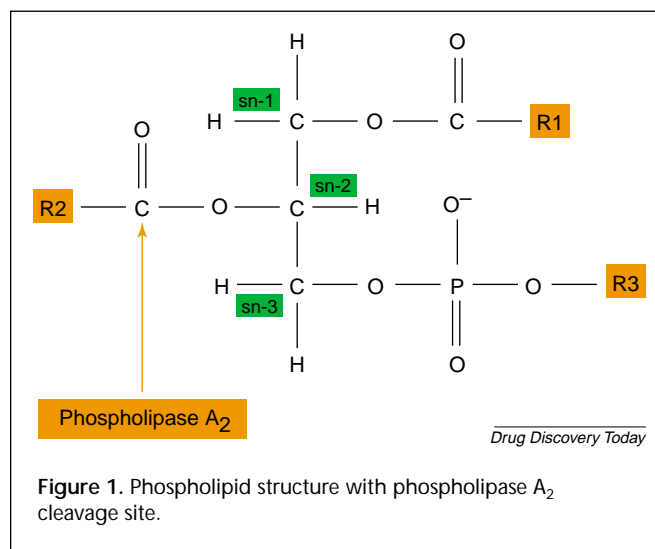 H O
sn-1
H C O C R1
O
sn-2
R2 C O C H O–
H C O P O R3
sn-3
H O
Phospholipase A2
Drug Discovery Today
Figure 1. Phospholipid structure with phospholipase A2
cleavage site.